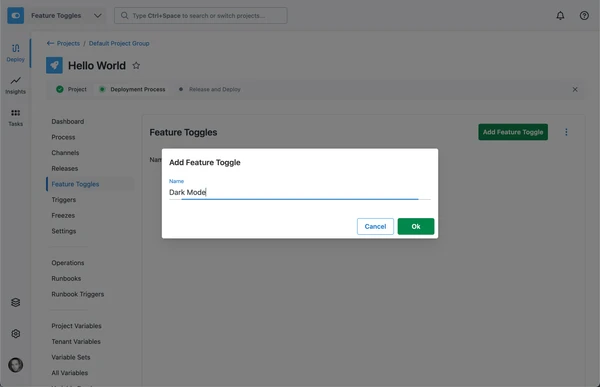 Feature Toggles
Type Ctrl+Space to search or switch projects...
Projects / Default Project Group
Deploy
Hello World
Project
Deployment Process
Release and Deploy
Insights
Tasks
Dashboard
Process
Channels
Releases
Feature Toggles
Triggers
Freezes
Settings
Operations
Runbooks
Runbook Triggers
Project Variables
Tenant Variables
Variable Sets
All Variables
Feature Toggles
Add Feature Toggle
Add Feature Toggle
Name
Dark Mode
Cancel
Ok